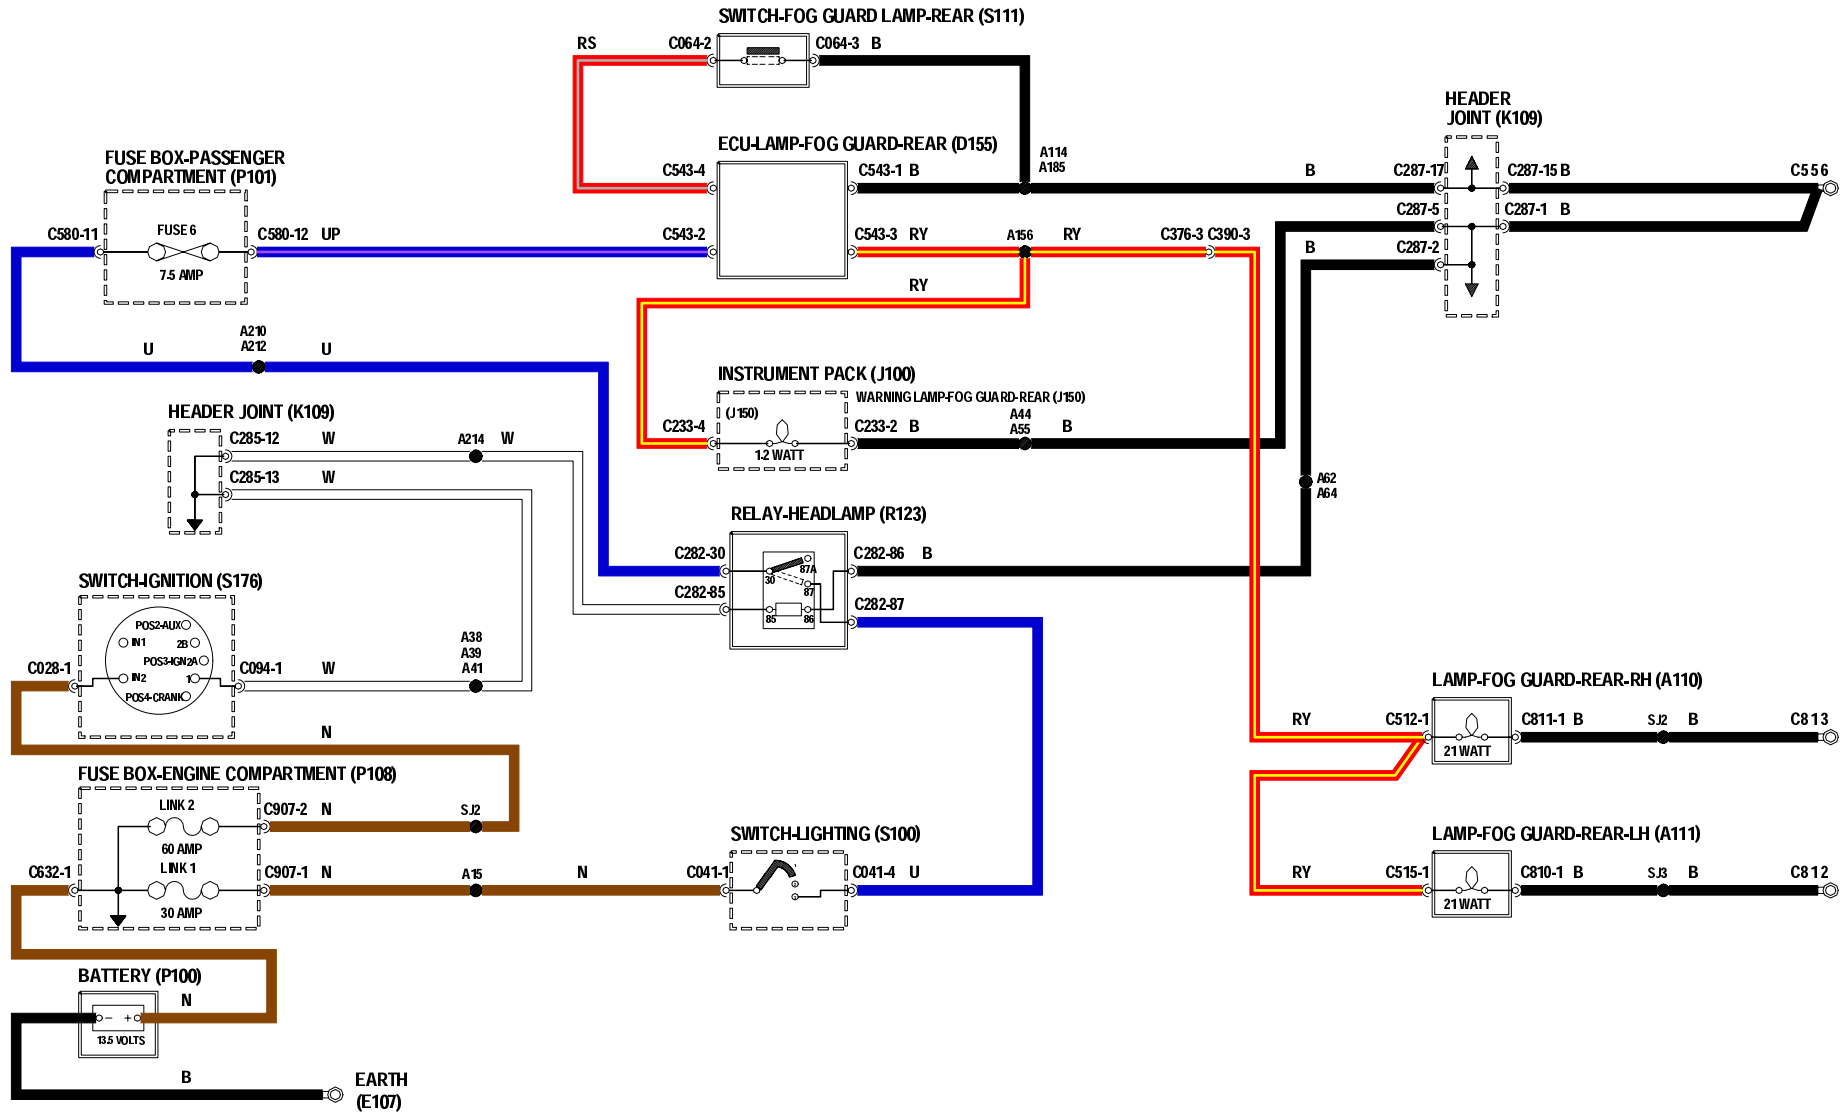 SWITCH-FOG GUARD LAMP-REAR (S111)
RS
C064-2
C064-3 B
HEADER
JOINT (K109)
ECU-LAMP-FOG GUARD-REAR (D155)
A114
A185
FUSE BOX-PASSENGER
COMPARTMENT (P101)
C543-4
C543-1 B
B
C287-17
C287-15 B
C556
C287-5
C287-1 B
FUSE 6
C580-11
C580-12 UP
C543-2
C543-3 RY
A156
RY
C376-3 C390-3
B
C287-2
7.5 AMP
RY
A210
A212
U
U
INSTRUMENT PACK (J100)
WARNING LAMP-FOG GUARD-REAR (J150)
(J150)
HEADER JOINT (K109)
C233-4
C233-2 B
A44
A55
B
1.2 WATT
C285-12 W
A214 W
C285-13 W
A62
A64
RELAY-HEADLAMP (R123)
C282-30
C282-86 B
87A
30
87
C282-85
C282-87
85
86
SWITCH-IGNITION (S176)
POS2-AUX
IN1
2B
POS3-IGN2A
IN2
1
POS4-CRANK
A38
A39
A41
C028-1
C094-1 W
LAMP-FOG GUARD-REAR-RH (A110)
N
RY
C512-1
C811-1 B
SJ2 B
C813
21 WATT
FUSE BOX-ENGINE COMPARTMENT (P108)
LINK 2
C907-2 N
SJ2
60 AMP
SWITCH-LIGHTING (S100)
LAMP-FOG GUARD-REAR-LH (A111)
C632-1
LINK 1
C907-1 N
A15
N
C041-1
C041-4 U
RY
C515-1
C810-1 B
SJ3 B
C812
30 AMP
21 WATT
BATTERY (P100)
N
- +
13.5 VOLTS
B
EARTH
(E107)